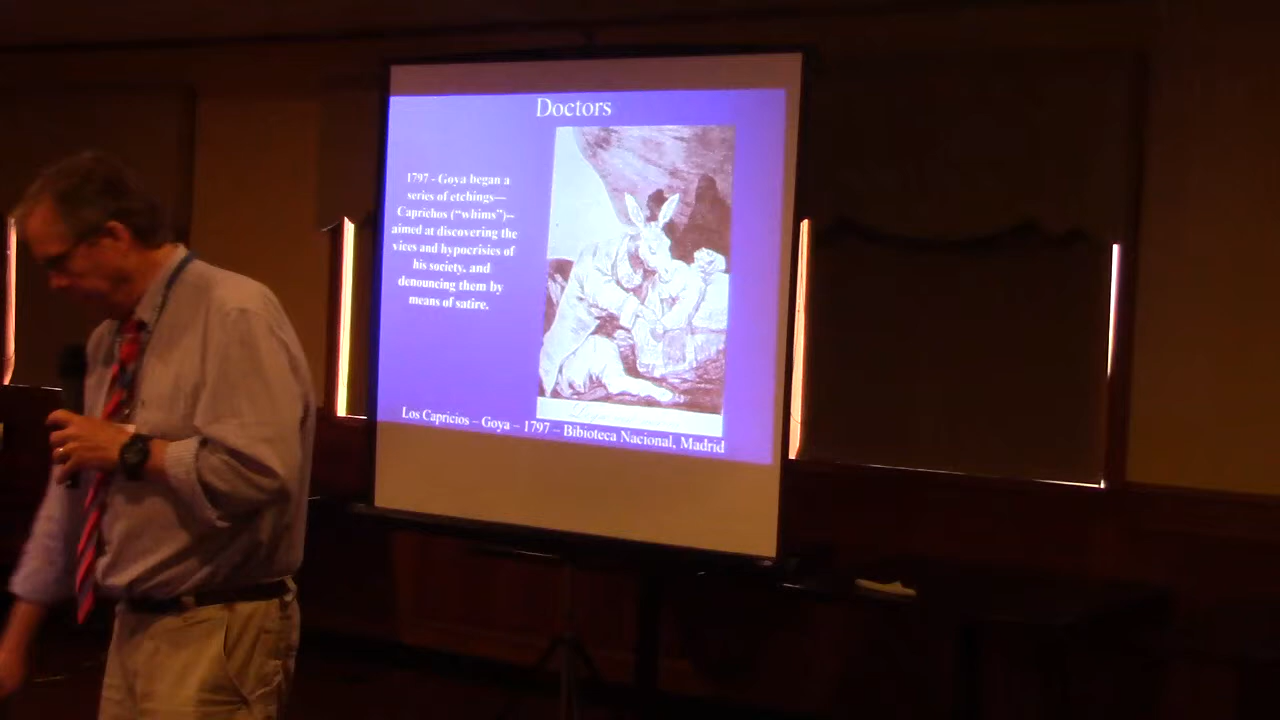 Doctors
1797 - Goya began a
series of etchings—
Caprichos ("whims")–
aimed at discovering the
vices and hypocrisies of
his society, and
denouncing them by
means of satire.
Los Capricios – Goya – 1797 – Bibioteca Nacional, Madrid